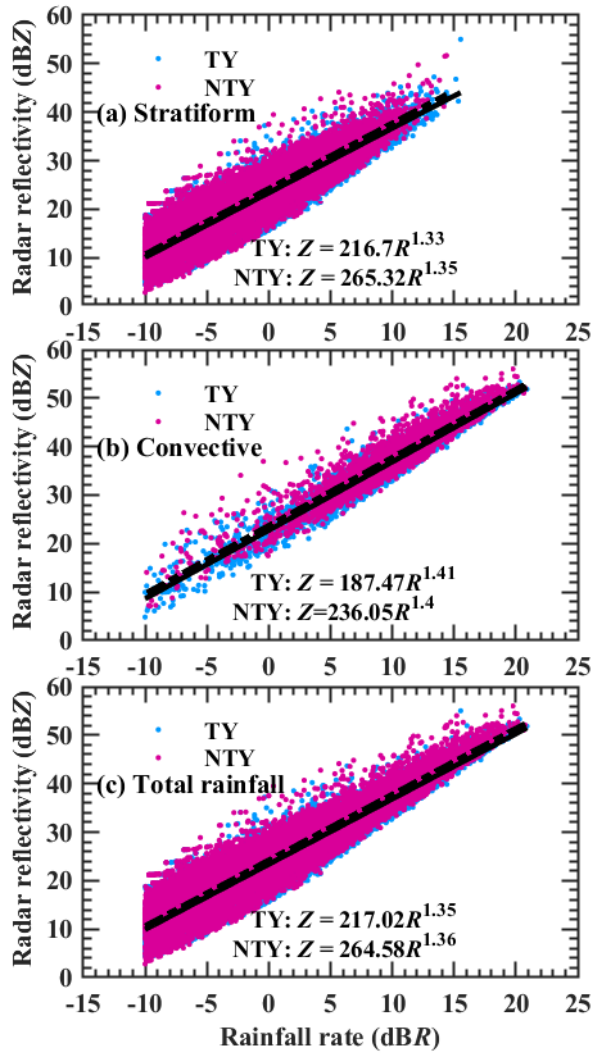 60
50
40
30
20
10
0
Radar reflectivity (dBZ)
TY
NTY
(a) Stratiform
TY: Z = 216.7R^1.33
NTY: Z = 265.32R^1.35
-15 -10 -5 0 5 10 15 20 25
60
50
40
30
20
10
0
Radar reflectivity (dBZ)
TY
NTY
(b) Convective
TY: Z = 187.47R^1.41
NTY: Z=236.05R^1.4
-15 -10 -5 0 5 10 15 20 25
60
50
40
30
20
10
0
Radar reflectivity (dBZ)
TY
NTY
(c) Total rainfall
TY: Z = 217.02R^1.35
NTY: Z = 264.58R^1.36
-15 -10 -5 0 5 10 15 20 25
Rainfall rate (dBR)